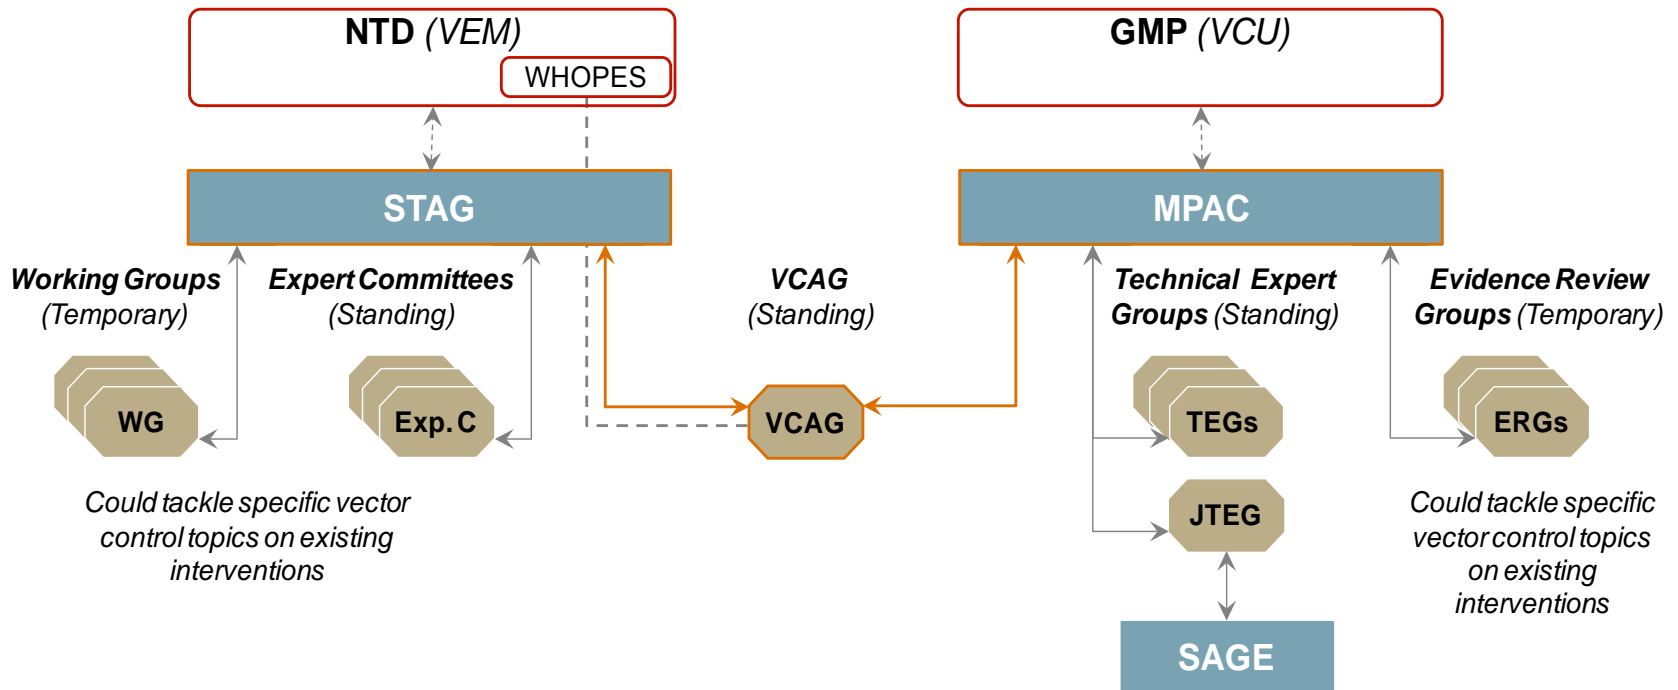 NTD (VEM)
WHOPES
GMP (VCU)
STAG
MPAC
Working Groups
(Temporary)
Expert Committees
(Standing)
VCAG
(Standing)
Technical Expert
Groups (Standing)
Evidence Review
Groups (Temporary)
WG
Exp. C
VCAG
TEGs
ERGs
Could tackle specific vector
control topics on existing
interventions
JTEG
Could tackle specific
vector control topics
on existing
interventions
SAGE